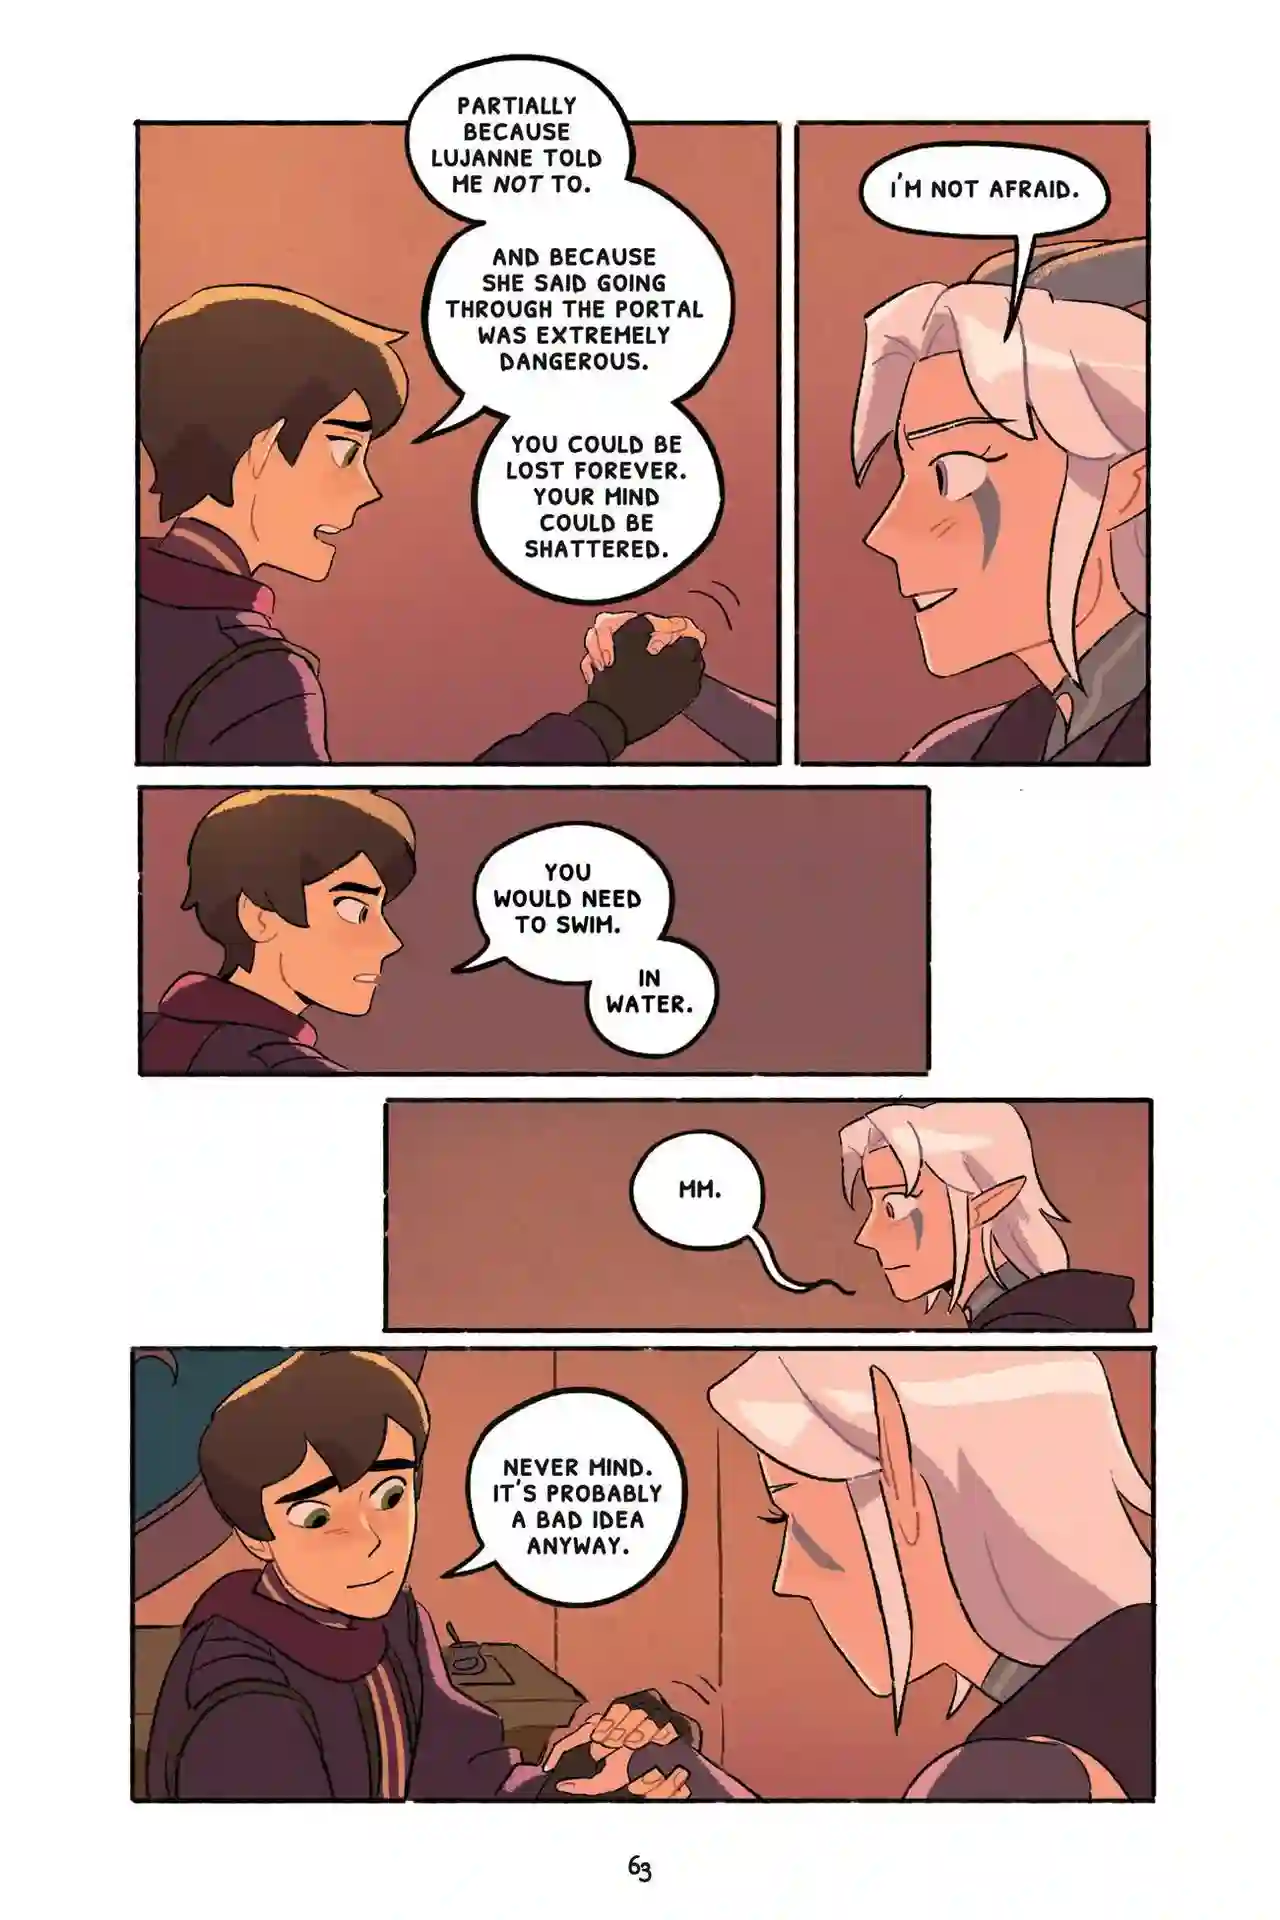 PARTIALLY
BECAUSE
LUJANNE TOLD
ME NOT TO.
AND BECAUSE
SHE SAID GOING
THROUGH THE PORTAL
WAS EXTREMELY
DANGEROUS.
YOU COULD BE
LOST FOREVER.
YOUR MIND
COULD BE
SHATTERED.
I'M NOT AFRAID.
YOU
WOULD NEED
TO SWIM.
IN
WATER.
MM.
NEVER MIND.
IT'S PROBABLY
A BAD IDEA
ANYWAY.
63